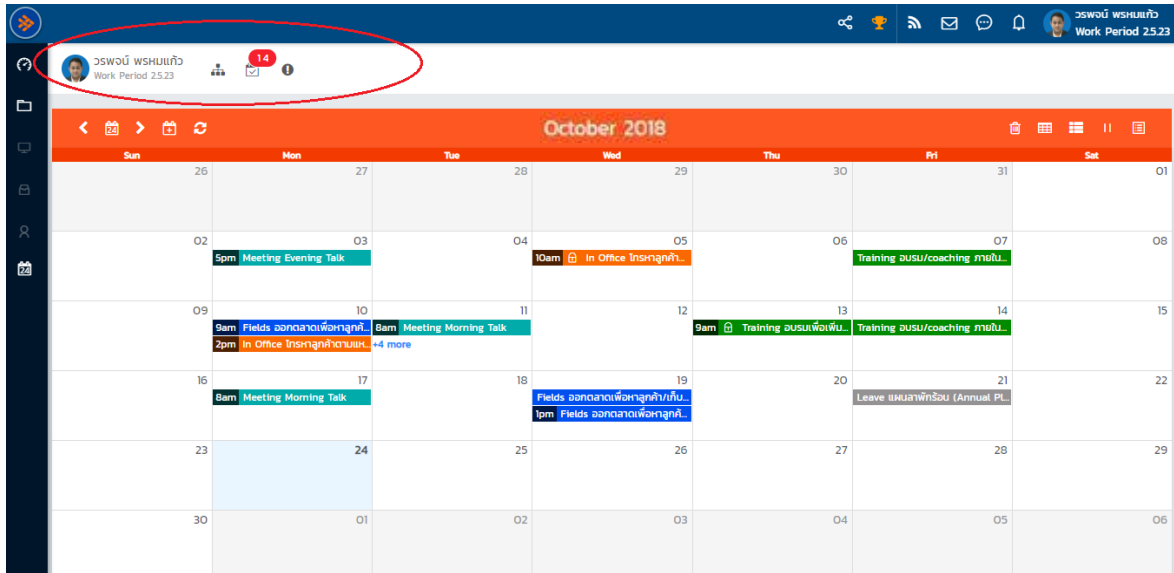 วรพจน์ พรหมแก้ว
Work Period 2.5.23
วรพจน์ พรหมแก้ว
Work Period 2.5.23
14
24
October 2018
Sun Mon Tue Wed Thu Fri Sat
26 27 28 29 30 31 01
02 03 04 05 06 07 08
5pm Meeting Evening Talk
10am In Office โทรหาลูกค้า...
Training อบรม/coaching ภายใน...
24
09 10 11 12 13 14 15
9am Fields ออกตลาดเพื่อหาลูกค้...
8am Meeting Morning Talk
9am Training อบรมเพื่อเพิ่ม...
Training อบรม/coaching ภายใน...
2pm In Office โทรหาลูกค้าตามแห...
+4 more
16 17 18 19 20 21 22
8am Meeting Morning Talk
Fields ออกตลาดเพื่อหาลูกค้า/เก็บ...
Leave แผนลาพักร้อน (Annual Pl...
1pm Fields ออกตลาดเพื่อหาลูกค้...
23 24 25 26 27 28 29
30 01 02 03 04 05 06